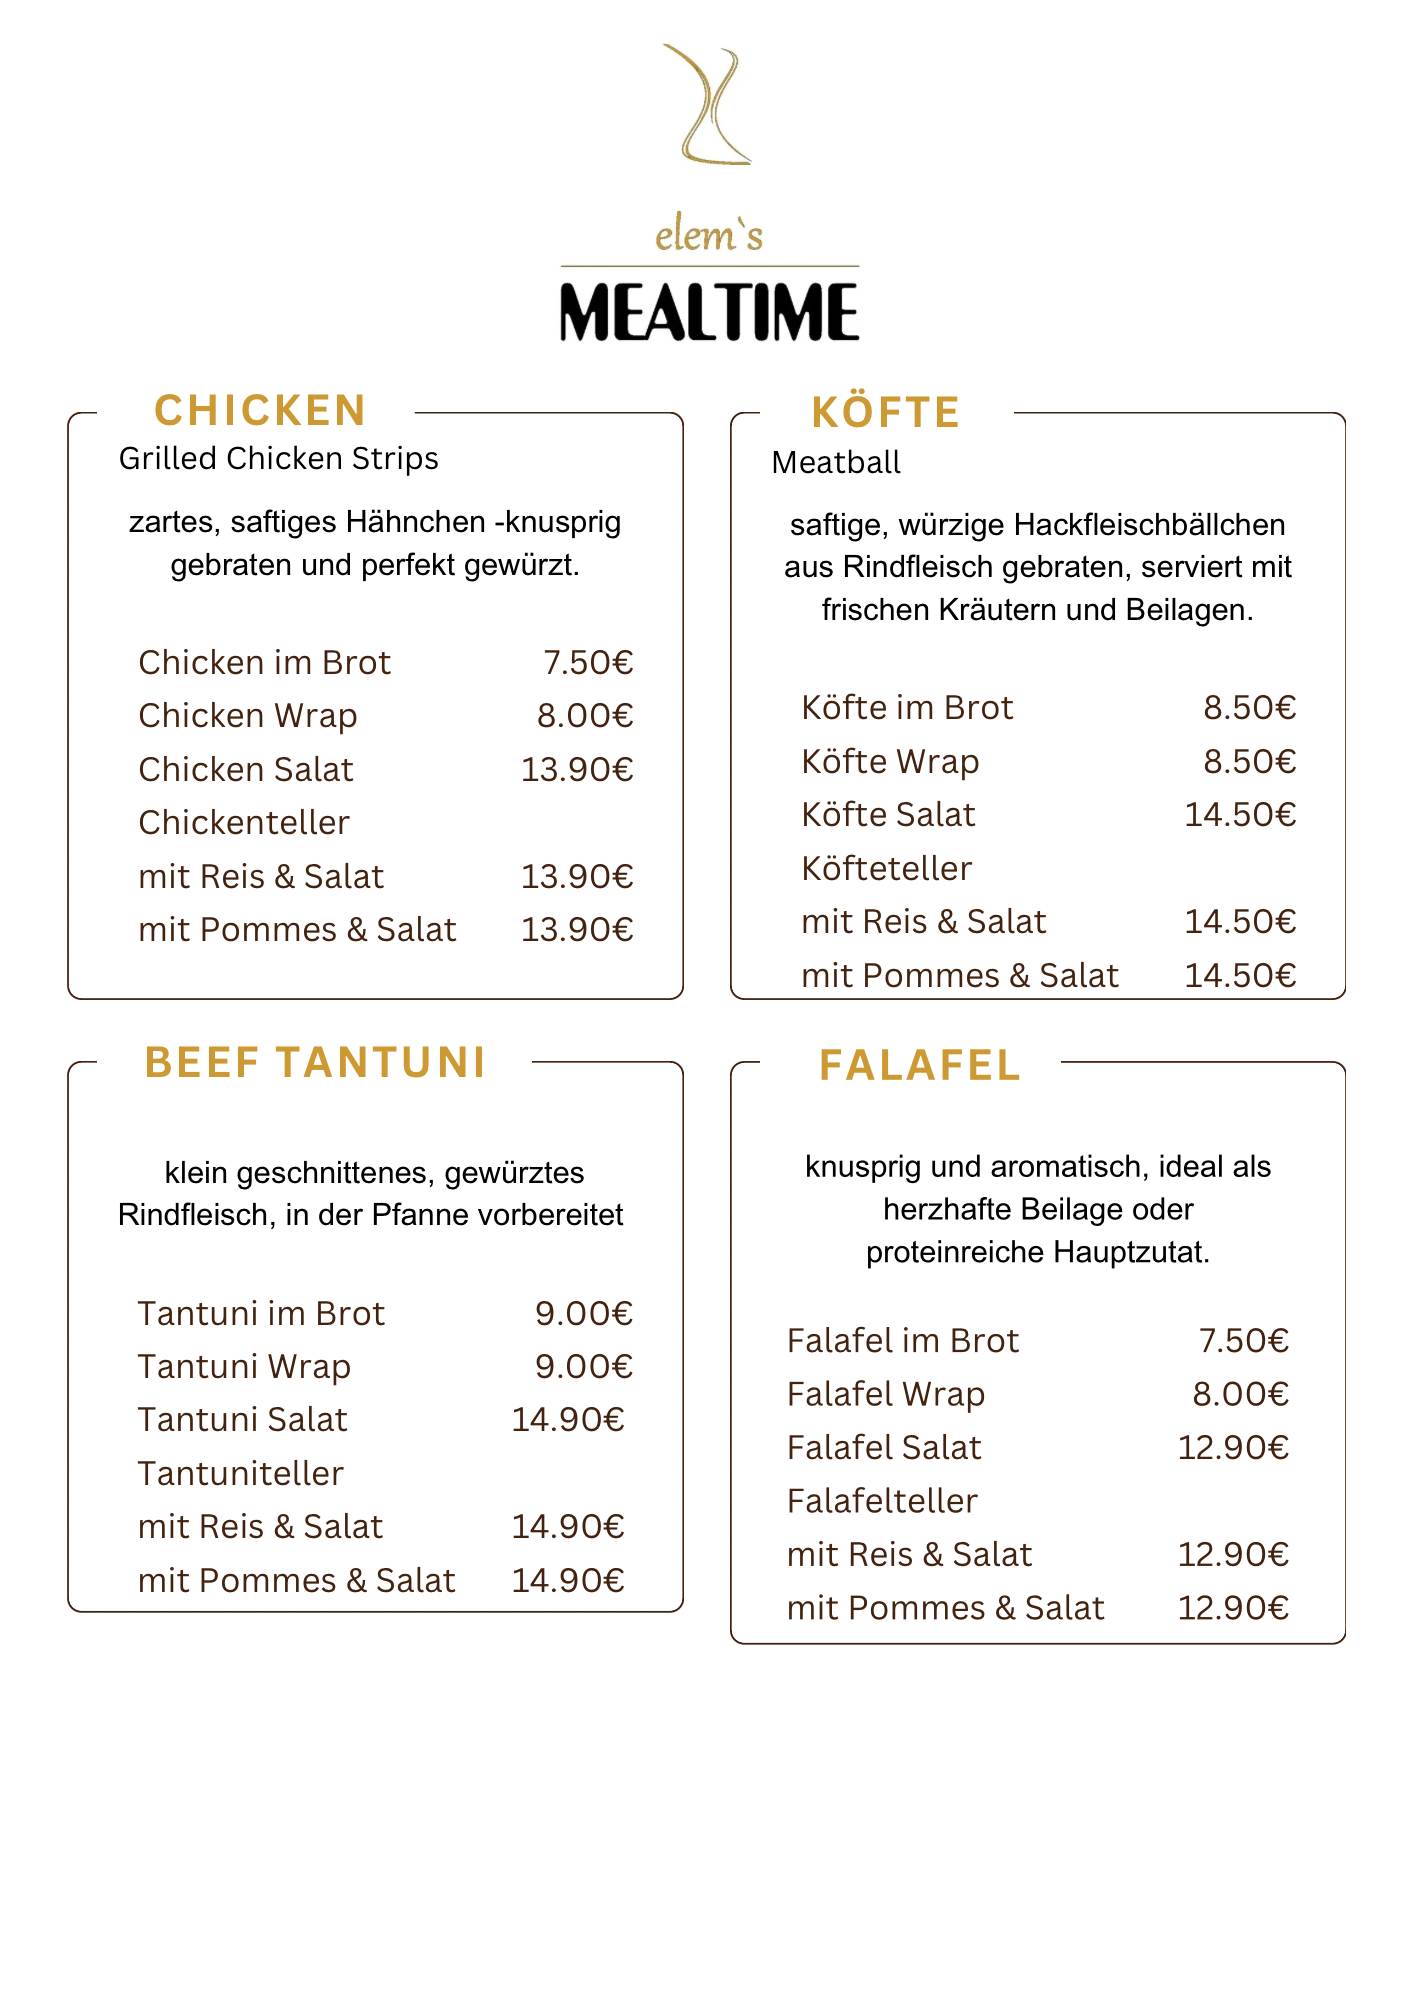 elem`s
MEALTIME
CHICKEN
Grilled Chicken Strips
zartes, saftiges Hähnchen -knusprig
gebraten und perfekt gewürzt.
Chicken im Brot 7.50€
Chicken Wrap 8.00€
Chicken Salat 13.90€
Chickenteller
mit Reis & Salat 13.90€
mit Pommes & Salat 13.90€
KÖFTE
Meatball
saftige, würzige Hackfleischbällchen
aus Rindfleisch gebraten, serviert mit
frischen Kräutern und Beilagen.
Köfte im Brot 8.50€
Köfte Wrap 8.50€
Köfte Salat 14.50€
Köfteteller
mit Reis & Salat 14.50€
mit Pommes & Salat 14.50€
BEEF TANTUNI
klein geschnittenes, gewürztes
Rindfleisch, in der Pfanne vorbereitet
Tantuni im Brot 9.00€
Tantuni Wrap 9.00€
Tantuni Salat 14.90€
Tantuniteller
mit Reis & Salat 14.90€
mit Pommes & Salat 14.90€
FALAFEL
knusprig und aromatisch, ideal als
herzhafte Beilage oder
proteinreiche Hauptzutat.
Falafel im Brot 7.50€
Falafel Wrap 8.00€
Falafel Salat 12.90€
Falafelteller
mit Reis & Salat 12.90€
mit Pommes & Salat 12.90€